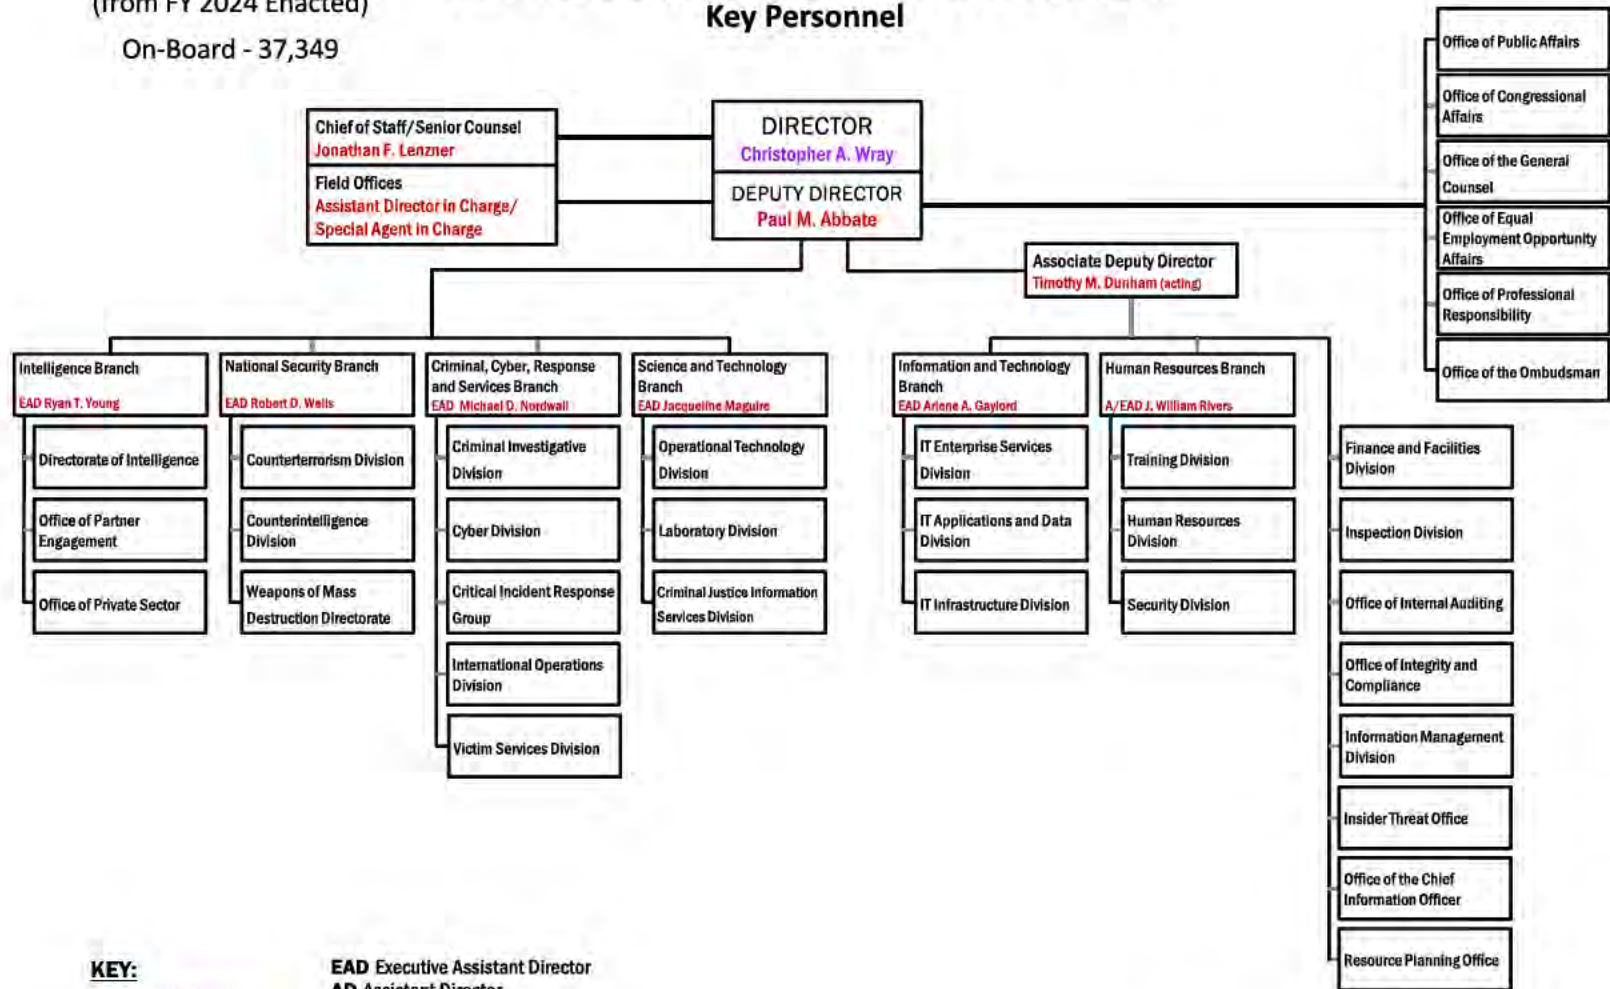 (from FY 2024 Enacted)
Key Personnel
On-Board - 37,349
Office of Public Affairs
Office of Congressional
Affairs
Office of the General
Counsel
Office of Equal
Employment Opportunity
Affairs
Office of Professional
Responsibility
Office of the Ombudsman
Chief of Staff/Senior Counsel
Jonathan F. Lenzner
Field Offices
Assistant Director in Charge/
Special Agent in Charge
DIRECTOR
Christopher A. Wray
DEPUTY DIRECTOR
Paul M. Abbate
Associate Deputy Director
Timothy M. Dunham (acting)
Intelligence Branch
EAD Ryan T. Young
Directorate of Intelligence
Office of Partner
Engagement
Office of Private Sector
National Security Branch
EAD Robert D. Wells
Counterterrorism Division
Counterintelligence
Division
Weapons of Mass
Destruction Directorate
Criminal, Cyber, Response
and Services Branch
EAD Michael D. Nordwall
Criminal Investigative
Division
Cyber Division
Critical Incident Response
Group
International Operations
Division
Victim Services Division
Science and Technology
Branch
EAD Jacqueline Maguire
Operational Technology
Division
Laboratory Division
Criminal Justice Information
Services Division
Information and Technology
Branch
EAD Arlene A. Gaylord
IT Enterprise Services
Division
IT Applications and Data
Division
IT Infrastructure Division
Human Resources Branch
A/EAD J. William Rivers
Training Division
Human Resources
Division
Security Division
Finance and Facilities
Division
Inspection Division
Office of Internal Auditing
Office of Integrity and
Compliance
Information Management
Division
Insider Threat Office
Office of the Chief
Information Officer
Resource Planning Office
KEY:
EAD Executive Assistant Director
AD Assistant Director